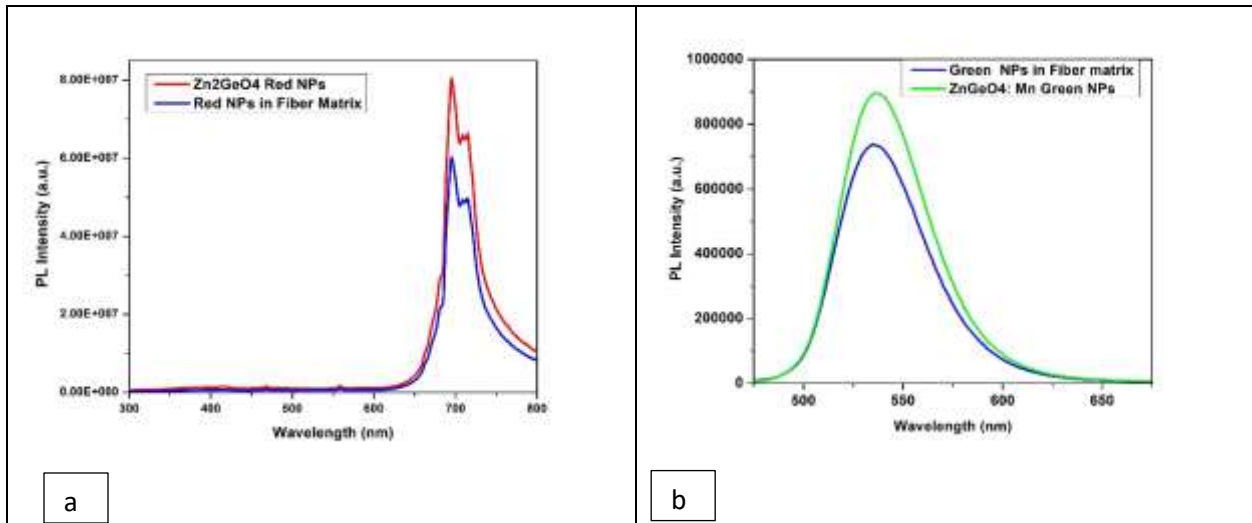 Zn2GeO4 Red NPs
Red NPs in Fiber Matrix
8.00E+007
6.00E+007
4.00E+007
2.00E+007
0.00E+000
PL Intensity (a.u.)
300 400 500 600 700 800
Wavelength (nm)
a
Green NPs in Fiber matrix
ZnGeO4: Mn Green NPs
1000000
800000
600000
400000
200000
0
PL Intensity (a.u.)
500 550 600 650
Wavelength (nm)
b